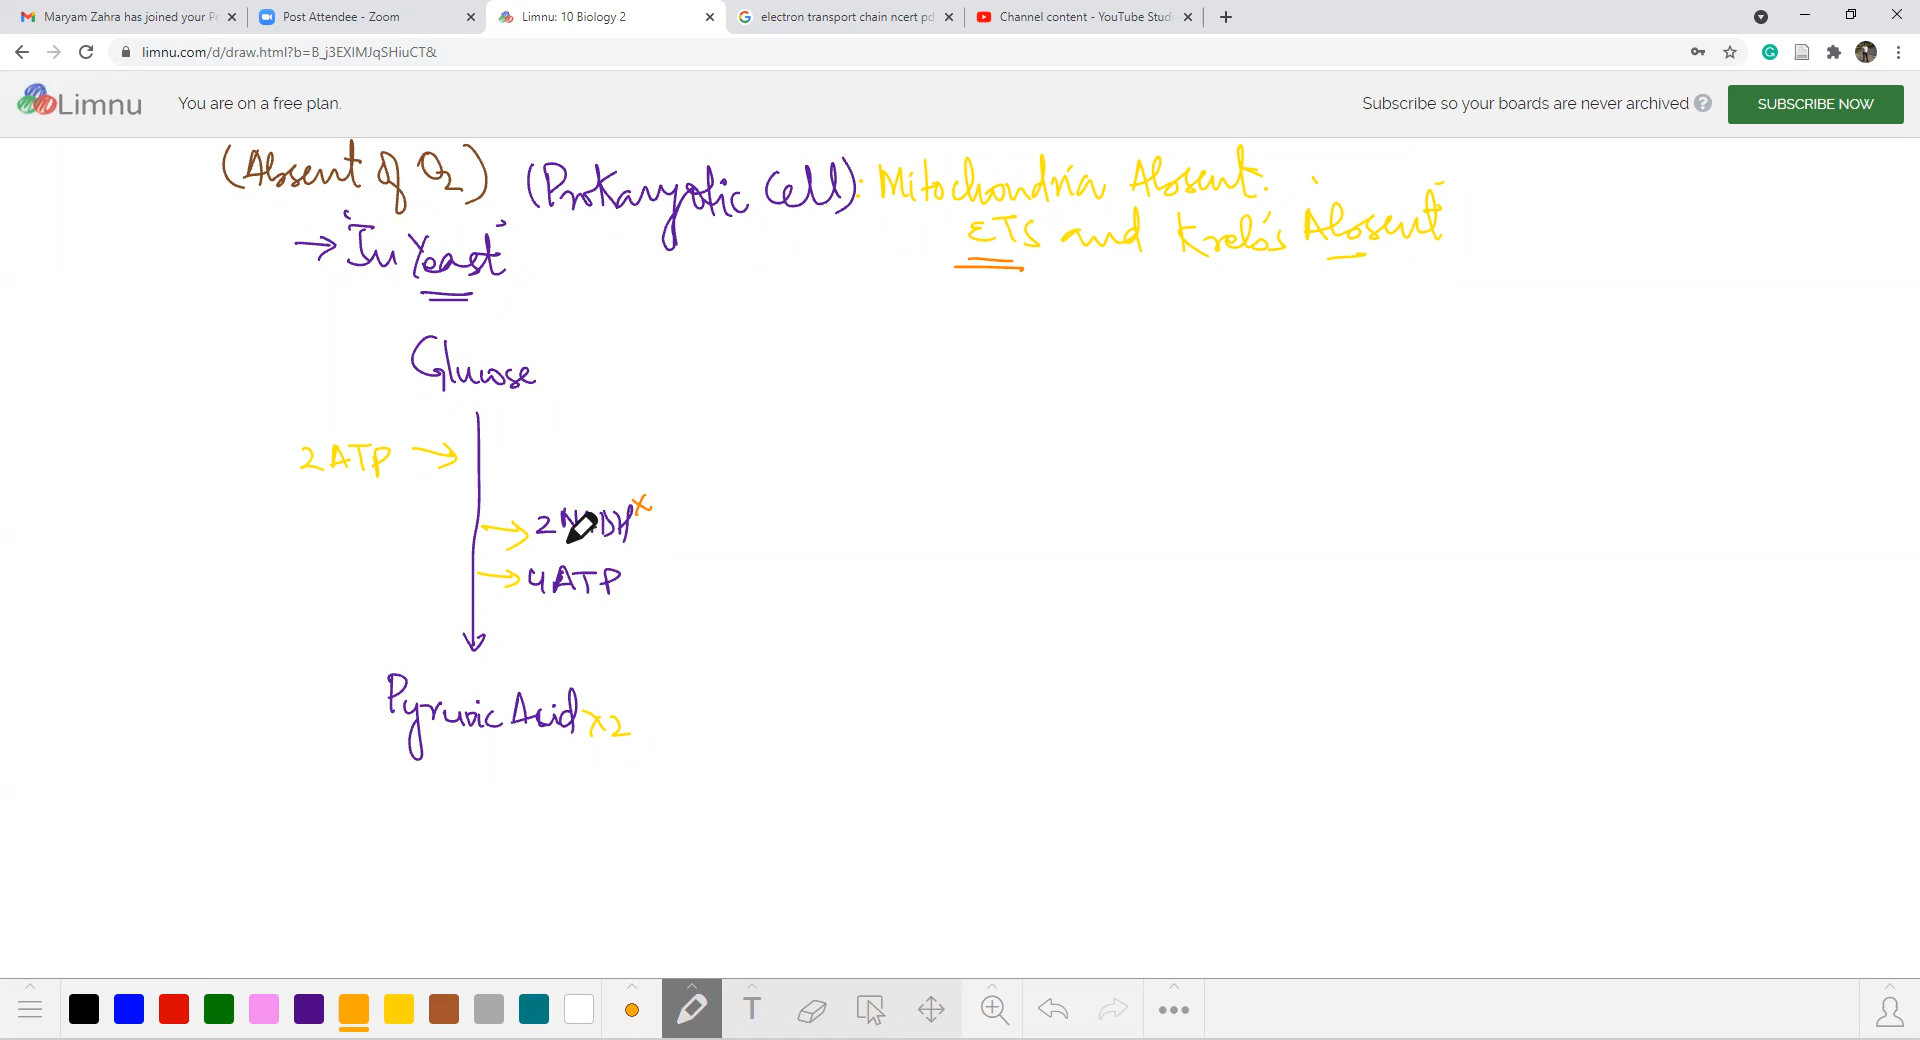 Maryam Zahra has joined your Pe
Post Attendee - Zoom
Limnu: 10 Biology 2
electron transport chain ncert pd
Channel content - YouTube Stud
limnu.com/d/draw.html?b=B_j3EXIMJqSHiuCT&
Limnu
You are on a free plan.
Subscribe so your boards are never archived ?
SUBSCRIBE NOW
(Absent of O2) (Prokaryotic Cell): Mitochondria Absent.
ETS and Kreb's Absent
→ "In Yeast"
Glucose
2ATP →
→ 2NADH x
→ 4ATP
Pyruvic Acid x2
T